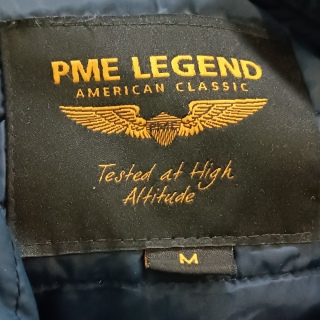 PME LEGEND
AMERICAN CLASSIC
Tested at High
Altitude
M